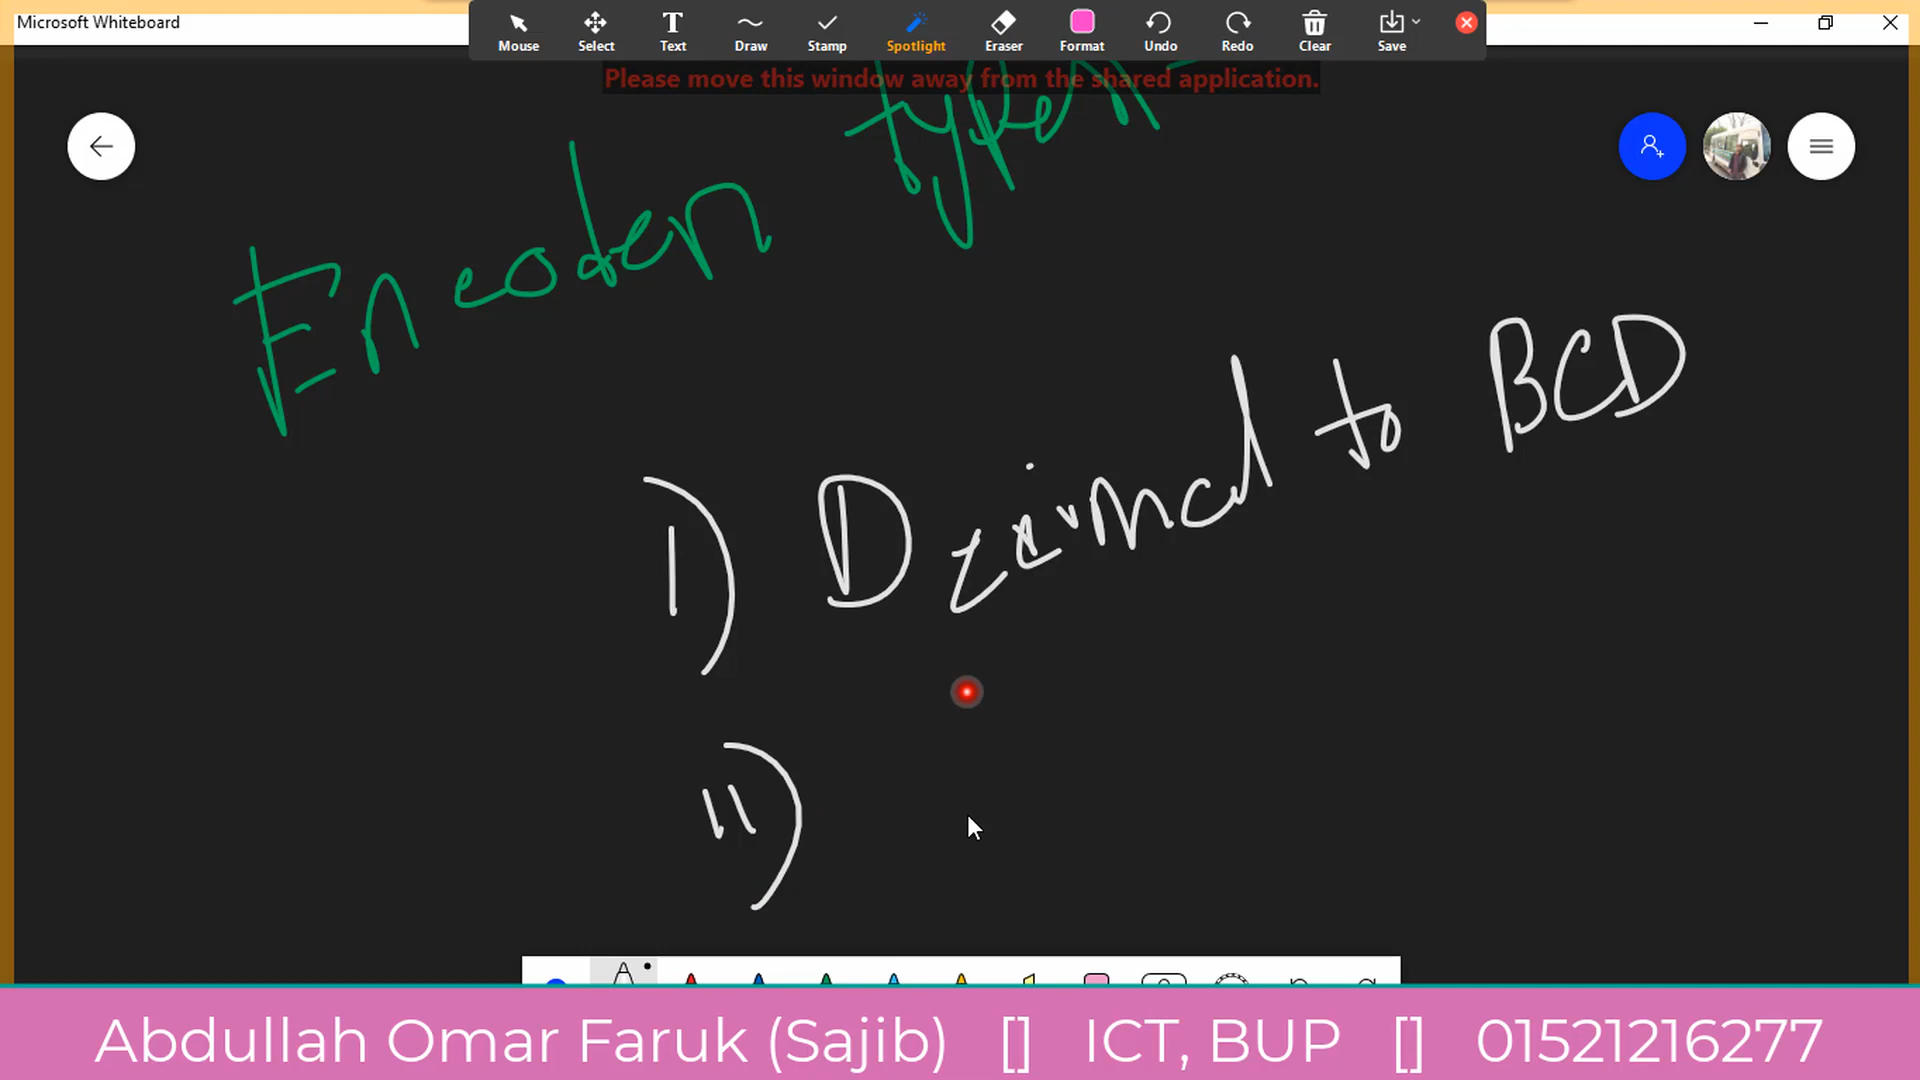 Microsoft Whiteboard
Mouse Select Text Draw Stamp Spotlight Eraser Format Undo Redo Clear Save
Please move this window away from the shared application.
Encoder types
I) Dezimal to BCD
II)
Abdullah Omar Faruk (Sajib) [] ICT, BUP [] 01521216277